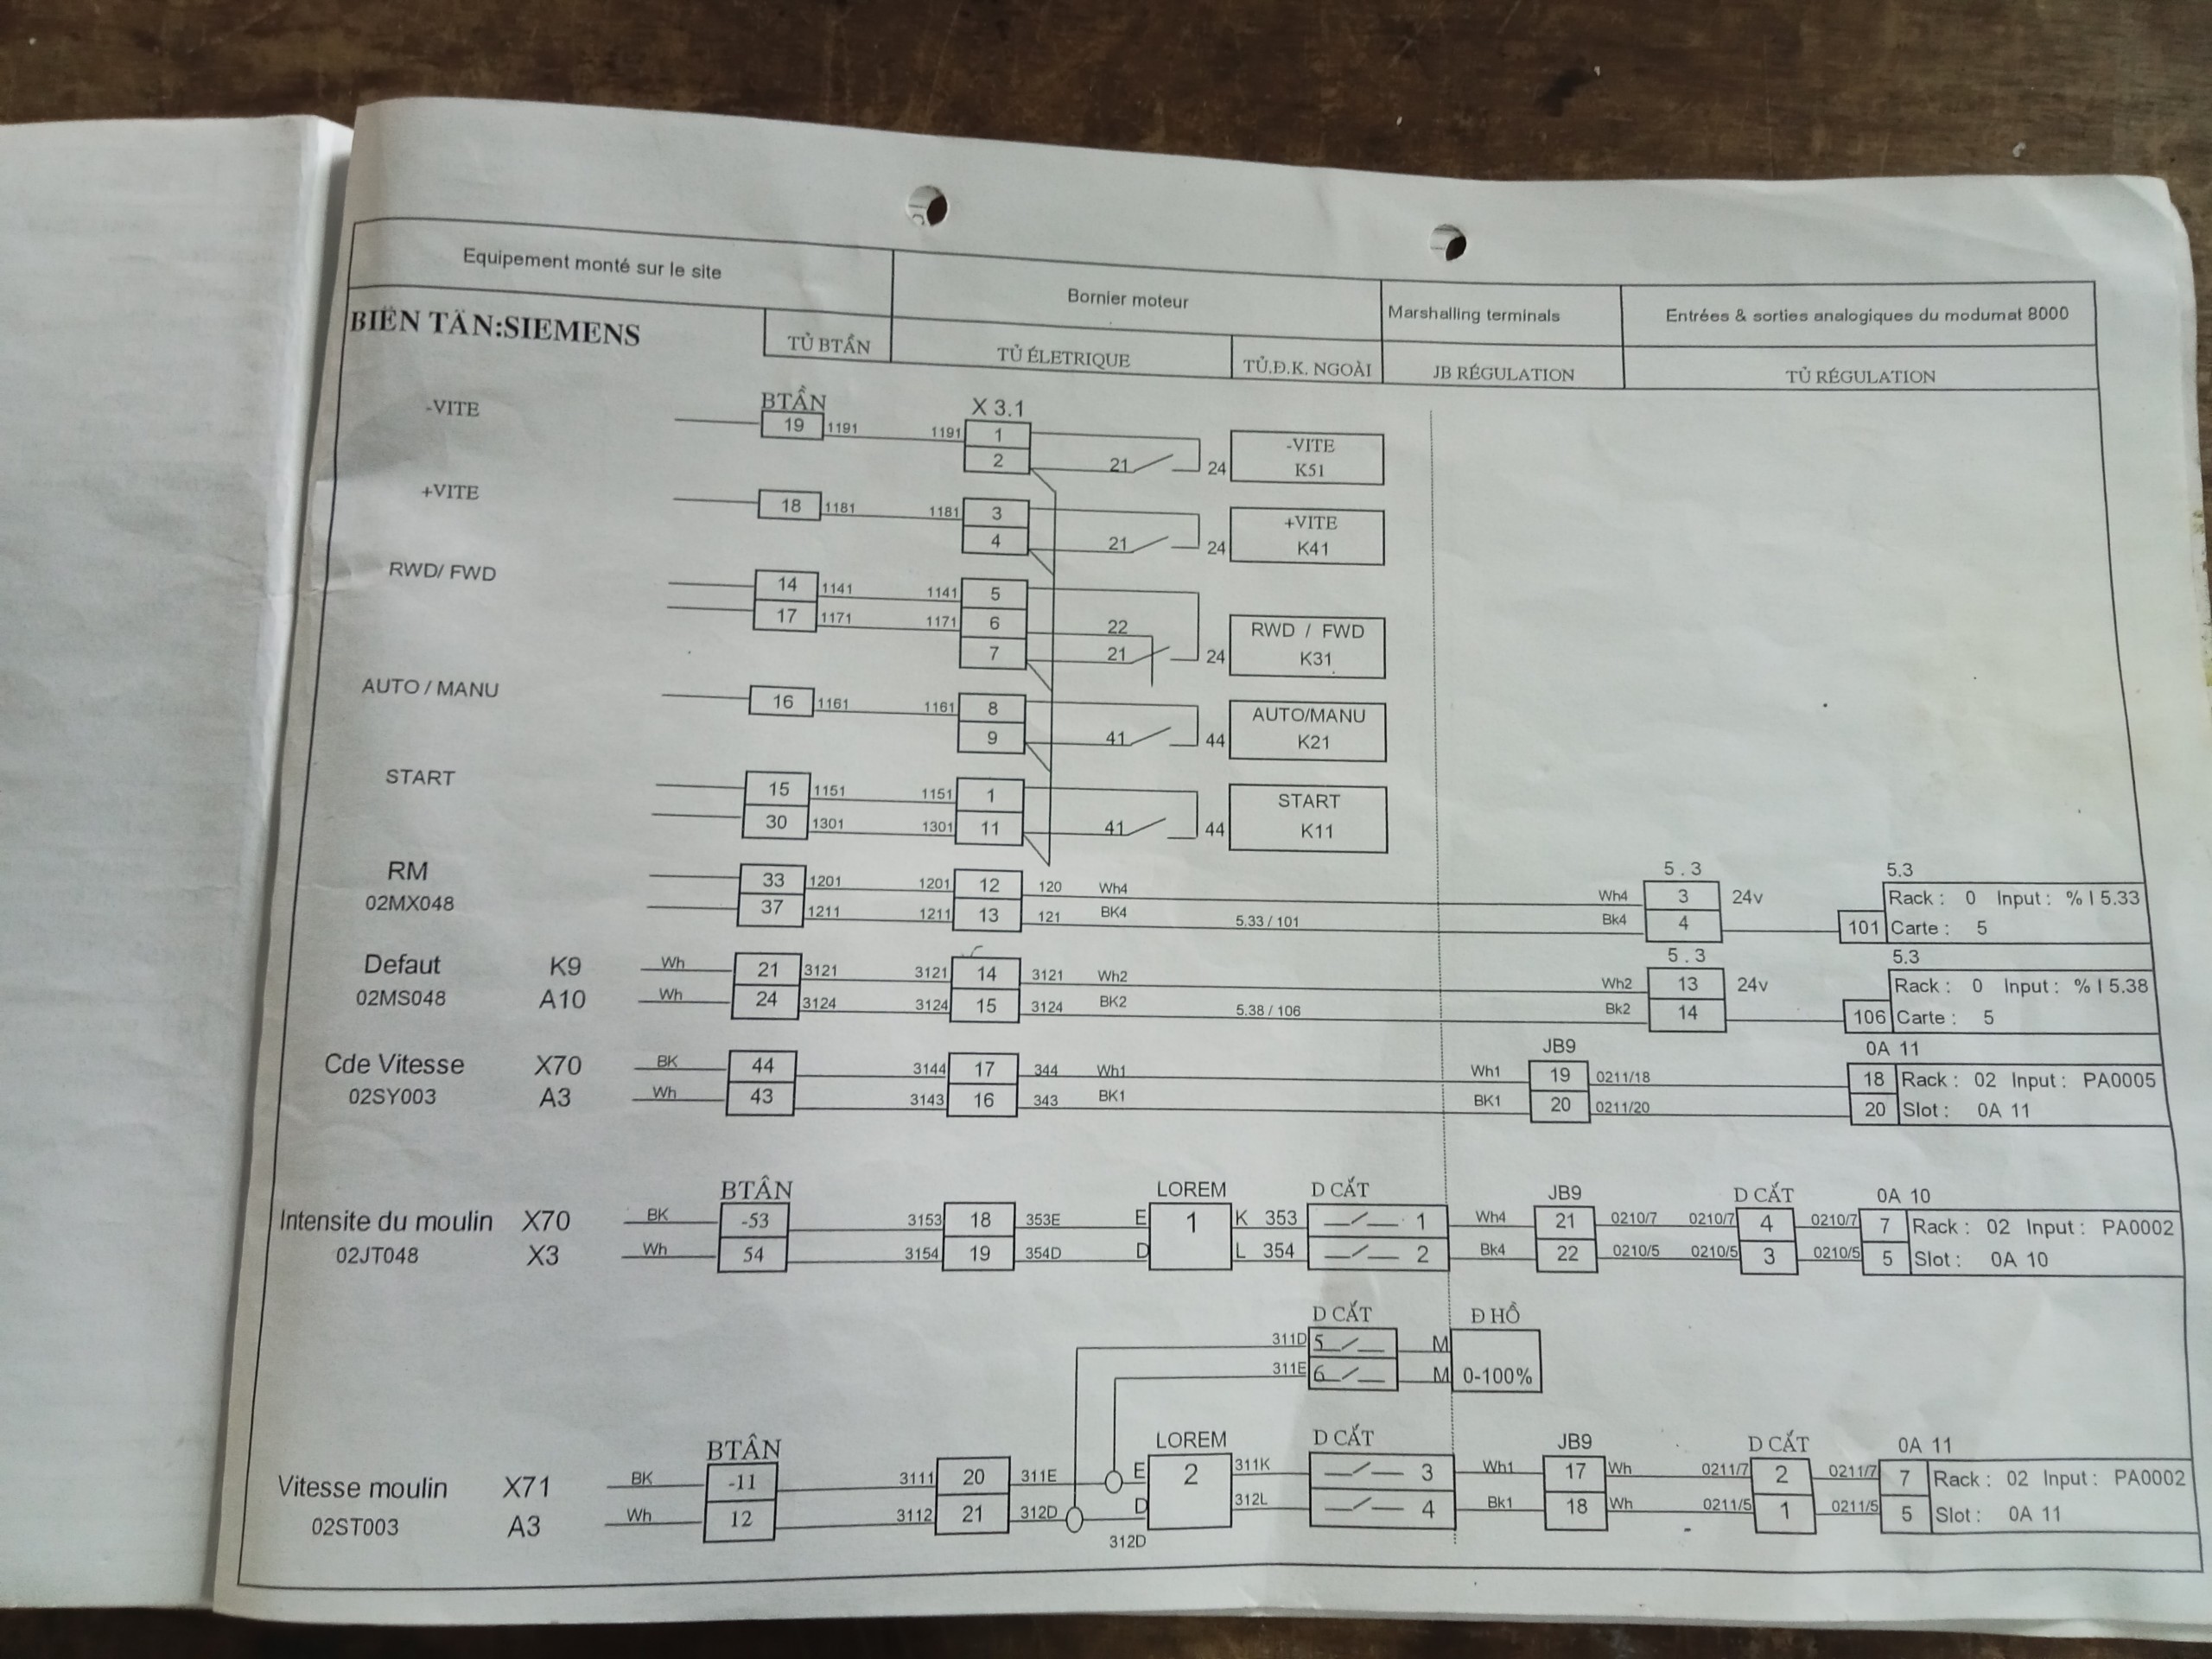 Equipement monté sur le site
Bornier moteur
Marshalling terminals
Entrées & sorties analogiques du modumat 8000
BIẾN TẦN:SIEMENS
TỦ BTẦN
TỦ ÉLETRIQUE
TỦ.Đ.K. NGOÀI
JB RÉGULATION
TỦ RÉGULATION
BTẦN
X 3.1
-VITE
19 1191 1191 1
2 21 24
-VITE
K51
+VITE
18 1181 1181 3
4 21 24
+VITE
K41
RWD/ FWD
14 1141 1141 5
17 1171 1171 6 22
7 21 24
RWD / FWD
K31
AUTO / MANU
16 1161 1161 8
9 41 44
AUTO/MANU
K21
START
15 1151 1151 1
30 1301 1301 11 41 44
START
K11
5 . 3 5.3
RM 33 1201 1201 12 120 Wh4 Wh4 3 24v Rack : 0 Input : % I 5.33
02MX048 37 1211 1211 13 121 BK4 5.33 / 101 Bk4 4 101 Carte : 5
5 . 3 5.3
Defaut K9 Wh 21 3121 3121 14 3121 Wh2 Wh2 13 24v Rack : 0 Input : % I 5.38
02MS048 A10 Wh 24 3124 3124 15 3124 BK2 5.38 / 106 Bk2 14 106 Carte : 5
JB9 0A 11
Cde Vitesse X70 BK 44 3144 17 344 Wh1 Wh1 19 0211/18 18 Rack : 02 Input : PA0005
02SY003 A3 Wh 43 3143 16 343 BK1 BK1 20 0211/20 20 Slot : 0A 11
BTÂN LOREM D CẮT JB9 D CẮT 0A 10
Intensite du moulin X70 BK -53 3153 18 353E E 1 K 353 1 Wh4 21 0210/7 0210/7 4 0210/7 7 Rack : 02 Input : PA0002
02JT048 X3 Wh 54 3154 19 354D D L 354 2 Bk4 22 0210/5 0210/5 3 0210/5 5 Slot : 0A 10
D CẮT Đ HỒ
311D 5 M
311E 6 M 0-100%
BTÂN LOREM D CẮT JB9 D CẮT 0A 11
Vitesse moulin X71 BK -11 3111 20 311E E 2 311K 3 Wh1 17 Wh 0211/7 2 0211/7 7 Rack : 02 Input : PA0002
02ST003 A3 Wh 12 3112 21 312D D 312L 4 Bk1 18 Wh 0211/5 1 0211/5 5 Slot : 0A 11
312D